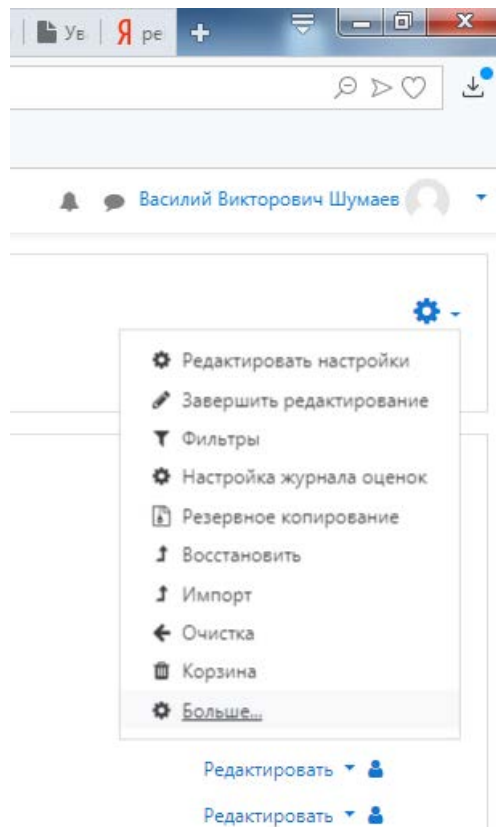 Ув Я ре
Василий Викторович Шумаев
Редактировать настройки
Завершить редактирование
Фильтры
Настройка журнала оценок
Резервное копирование
Восстановить
Импорт
Очистка
Корзина
Больше...
Редактировать
Редактировать